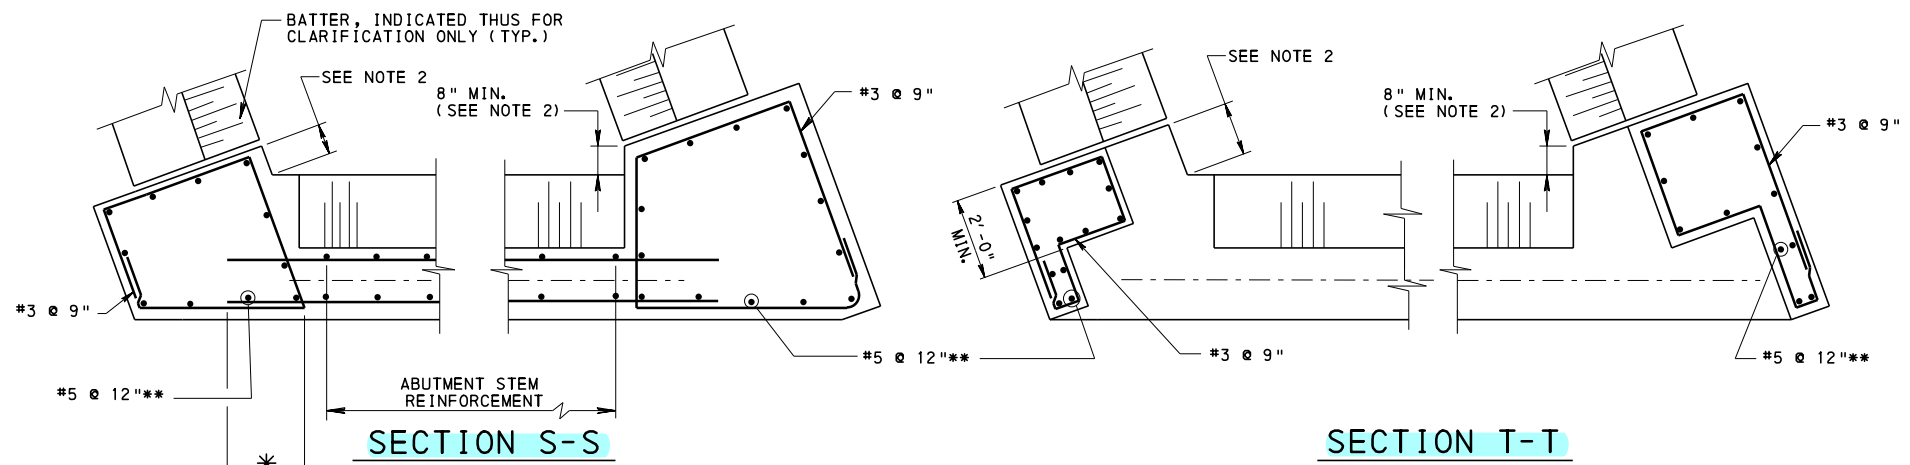 BATTER, INDICATED THUS FOR
CLARIFICATION ONLY (TYP.)
SEE NOTE 2
8" MIN.
(SEE NOTE 2)
#3 @ 9"
#3 @ 9"
#5 @ 12"**
ABUTMENT STEM
REINFORCEMENT
#5 @ 12"**
SECTION S-S
*
SEE NOTE 2
8" MIN.
(SEE NOTE 2)
#3 @ 9"
2'-0"
MIN.
#3 @ 9"
#5 @ 12"**
SECTION T-T